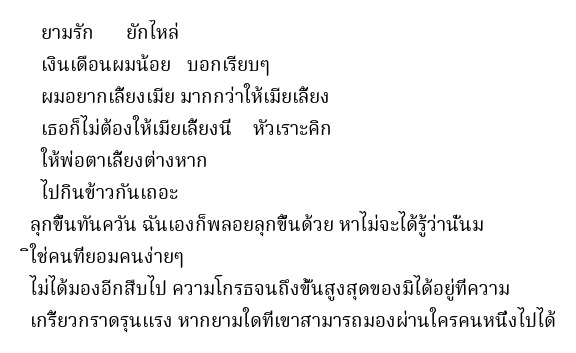 ยามรัก ยักไหล่
เงินเดือนผมน้อย บอกเรียบๆ
ผมอยากเลี้ยงเมีย มากกว่าให้เมียเลี้ยง
เธอก็ไม่ต้องให้เมียเลี้ยงนี่ หัวเราะคิก
ให้พ่อตาเลี้ยงต่างหาก
ไปกินข้าวกันเถอะ
ลุกขึ้นทันควัน ฉันเองก็พลอยลุกขึ้นด้วย หาไม่จะได้รู้ว่านั่นม
ิใช่คนที่ยอมคนง่ายๆ
ไม่ได้มองอีกสืบไป ความโกรธจนถึงขั้นสูงสุดของมิได้อยู่ที่ความ
เกรี้ยวกราดรุนแรง หากยามใดที่เขาสามารถมองผ่านใครคนหนึ่งไปได้